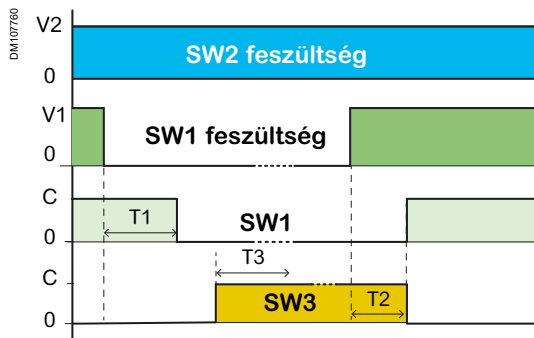 DM107760
V2
SW2 feszültség
0
V1
SW1 feszültség
0
C
T1
SW1
0
T3
C
SW3
T2
0